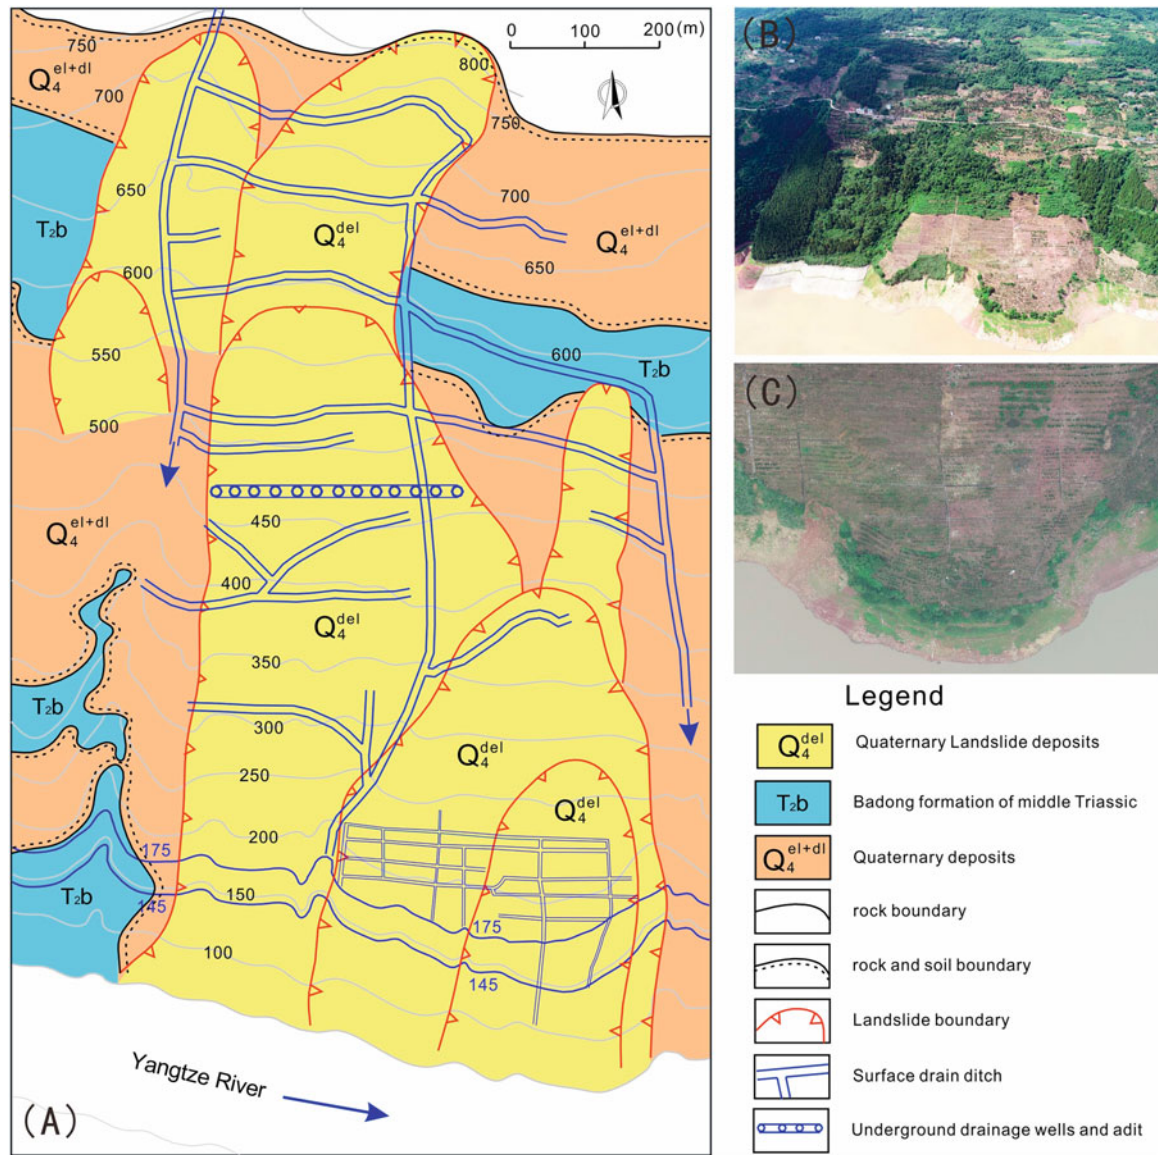 0 100 200 (m)
750
Q₄ᵉˡ⁺ᵈˡ
700
800
750
650
T₂b
Q₄ᵈᵉˡ
700
Q₄ᵉˡ⁺ᵈˡ
650
600
550
600
T₂b
500
450
Q₄ᵉˡ⁺ᵈˡ
400
Q₄ᵈᵉˡ
350
T₂b
300
Q₄ᵈᵉˡ
250
Q₄ᵈᵉˡ
200
175
T₂b
150
145
175
100
145
Yangtze River
(A)
(B)
(C)
Legend
Q₄ᵈᵉˡ Quaternary Landslide deposits
T₂b Badong formation of middle Triassic
Q₄ᵉˡ⁺ᵈˡ Quaternary deposits
rock boundary
rock and soil boundary
Landslide boundary
Surface drain ditch
Underground drainage wells and adit